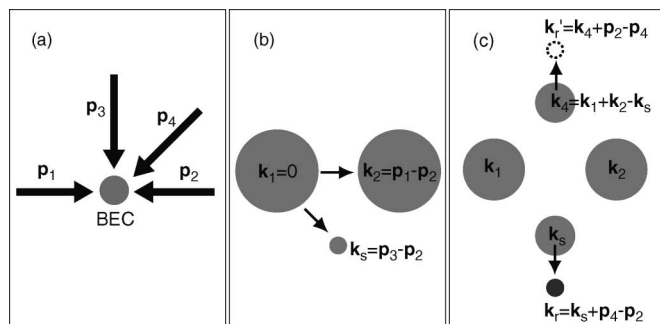 (a)
p3
p4
p1
p2
BEC
(b)
k1=0
k2=p1-p2
ks=p3-p2
(c)
kr'=k4+p2-p4
k4=k1+k2-ks
k1
k2
ks
kr=ks+p4-p2